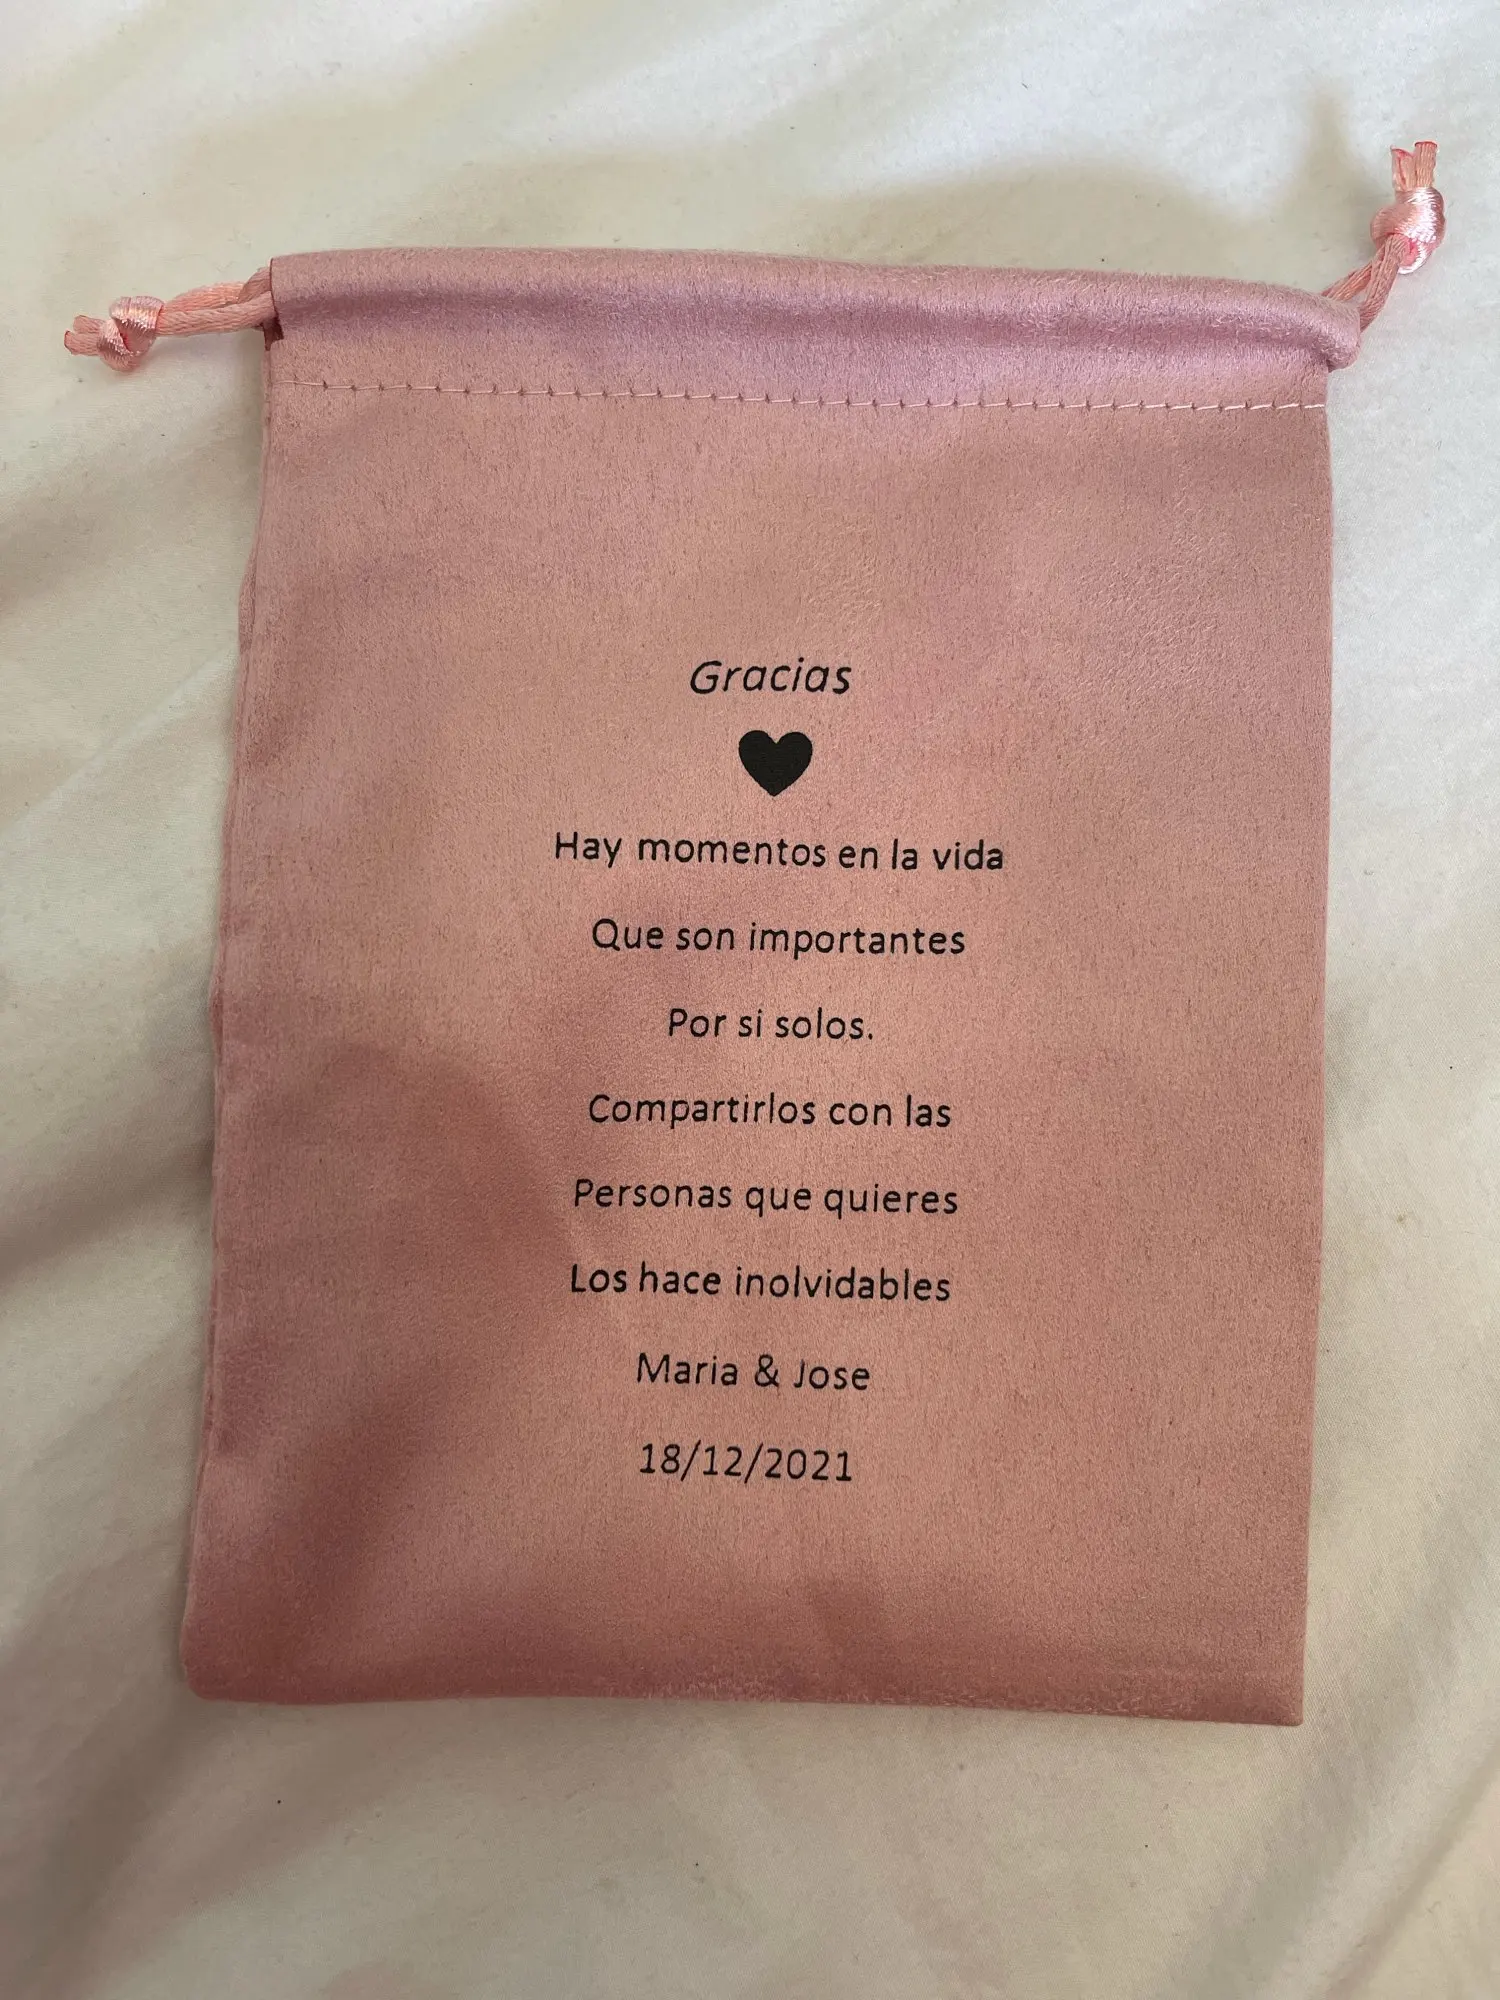 Gracias
Hay momentos en la vida
Que son importantes
Por si solos.
Compartirlos con las
Personas que quieres
Los hace inolvidables
Maria & Jose
18/12/2021